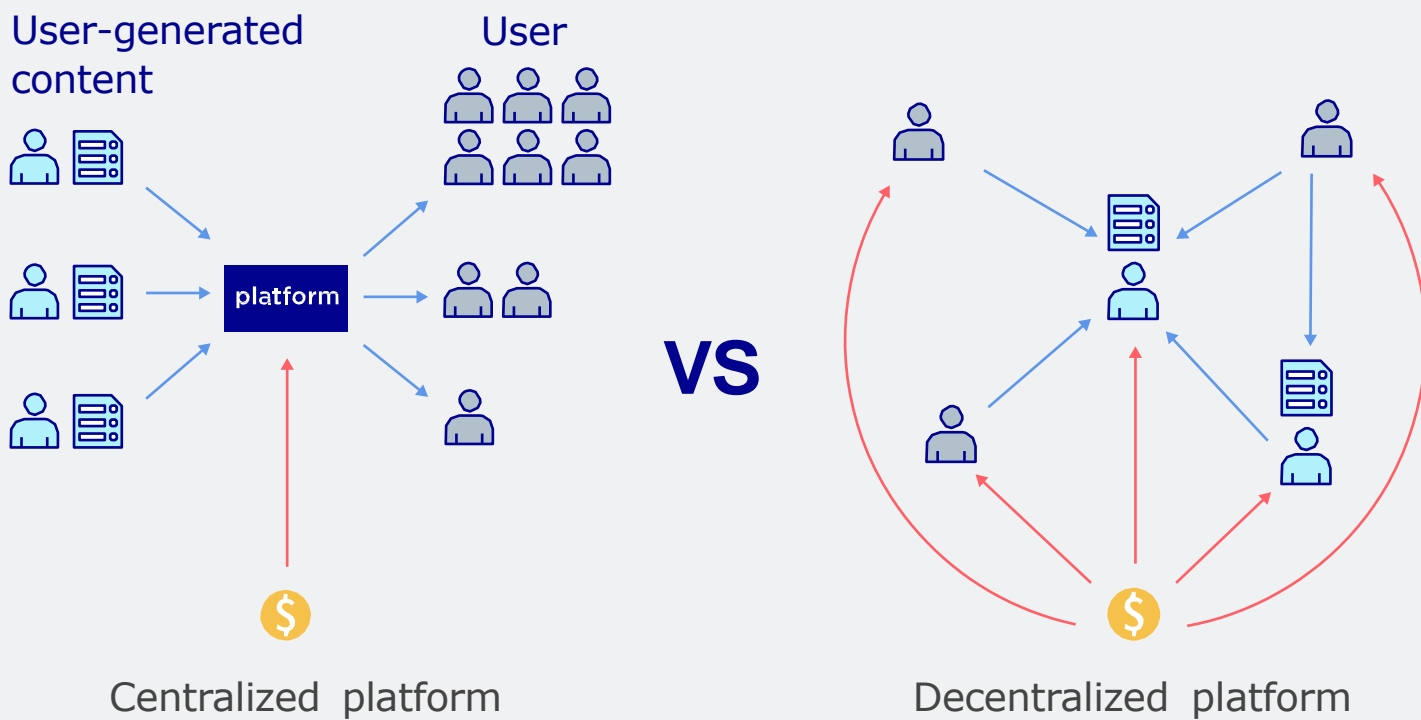 User-generated
content
User
platform
$
Centralized platform
VS
$
Decentralized platform